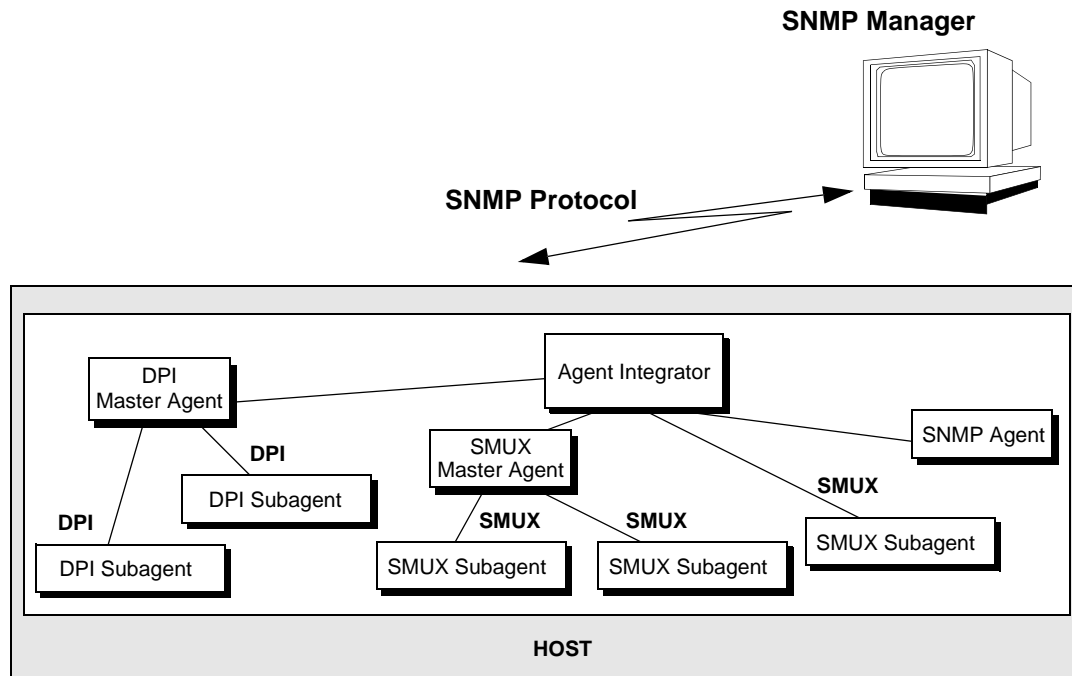 SNMP Manager
SNMP Protocol
DPI
Master Agent
Agent Integrator
SNMP Agent
SMUX
Master Agent
DPI
DPI Subagent
SMUX
DPI
SMUX
SMUX
SMUX Subagent
DPI Subagent
SMUX Subagent
SMUX Subagent
HOST